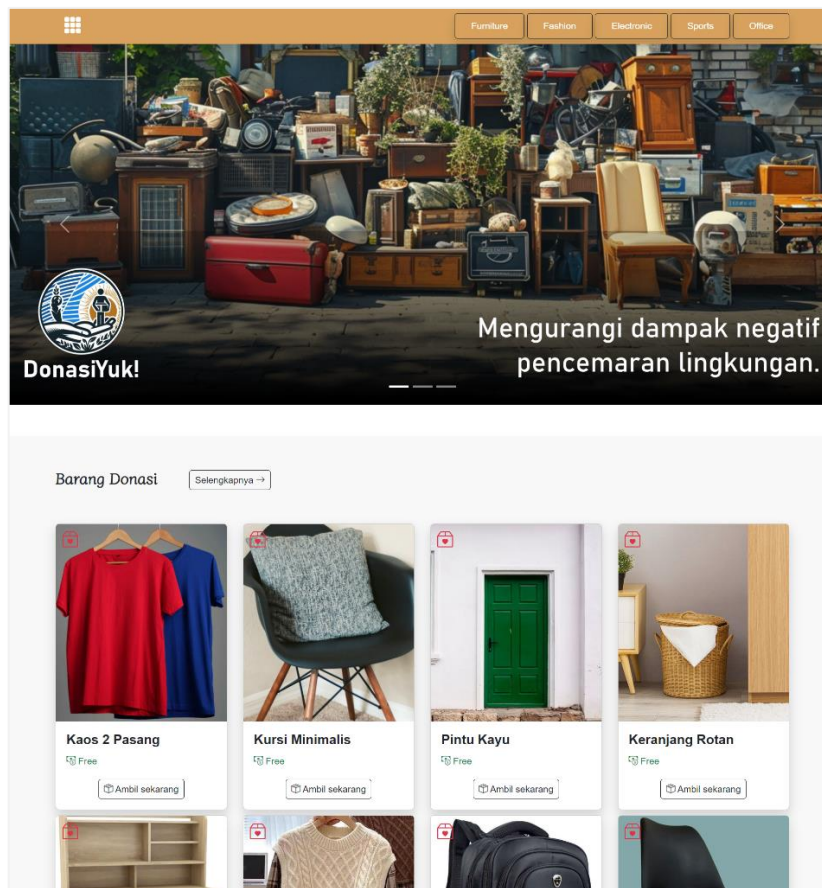 Furniture Fashion Electronic Sports Office
Mengurangi dampak negatif
pencemaran lingkungan.
DonasiYuk!
Barang Donasi Selengkapnya →
Kaos 2 Pasang Kursi Minimalis Pintu Kayu Keranjang Rotan
Free Free Free Free
Ambil sekarang Ambil sekarang Ambil sekarang Ambil sekarang